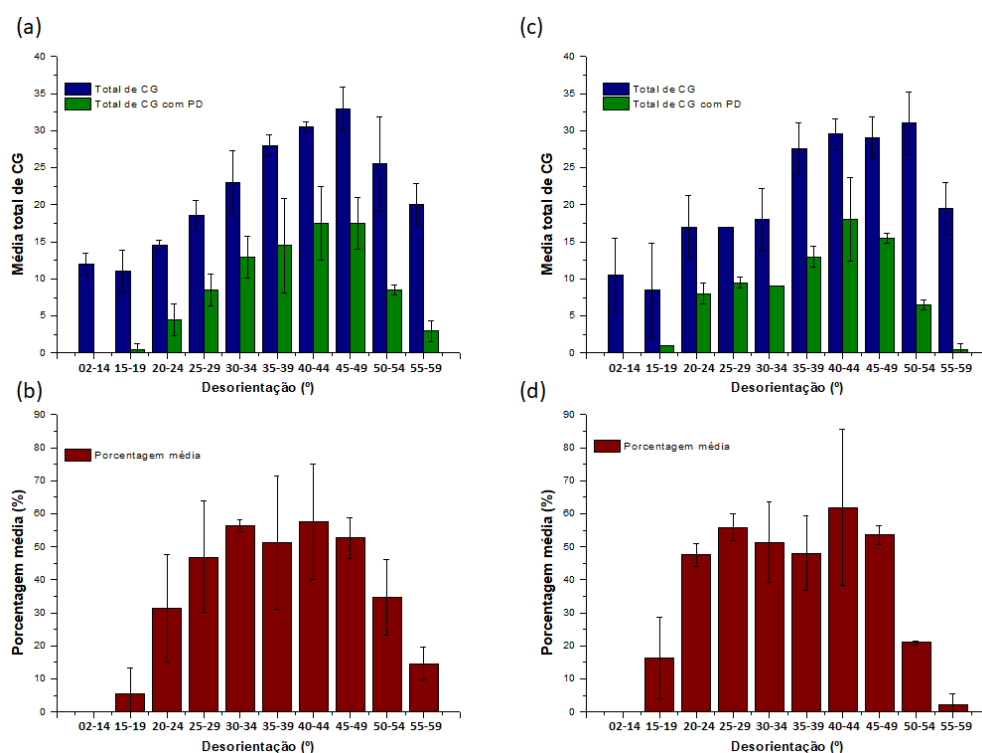 (a)
Média total de CG
40
35
30
25
20
15
10
5
0
Total de CG
Total de CG com PD
02-14 15-19 20-24 25-29 30-34 35-39 40-44 45-49 50-54 55-59
Desorientação (º)
(c)
Media total de CG
40
35
30
25
20
15
10
5
0
Total de CG
Total de CG com PD
02-14 15-19 20-24 25-29 30-34 35-39 40-44 45-49 50-54 55-59
Desorientação (º)
(b)
Porcentagem média (%)
90
80
70
60
50
40
30
20
10
0
Porcentagem média
02-14 15-19 20-24 25-29 30-34 35-39 40-44 45-49 50-54 55-59
Desorientação (º)
(d)
Porcentagem média (%)
90
80
70
60
50
40
30
20
10
0
Porcentagem média
02-14 15-19 20-24 25-29 30-34 35-39 40-44 45-49 50-54 55-59
Desorientação (º)